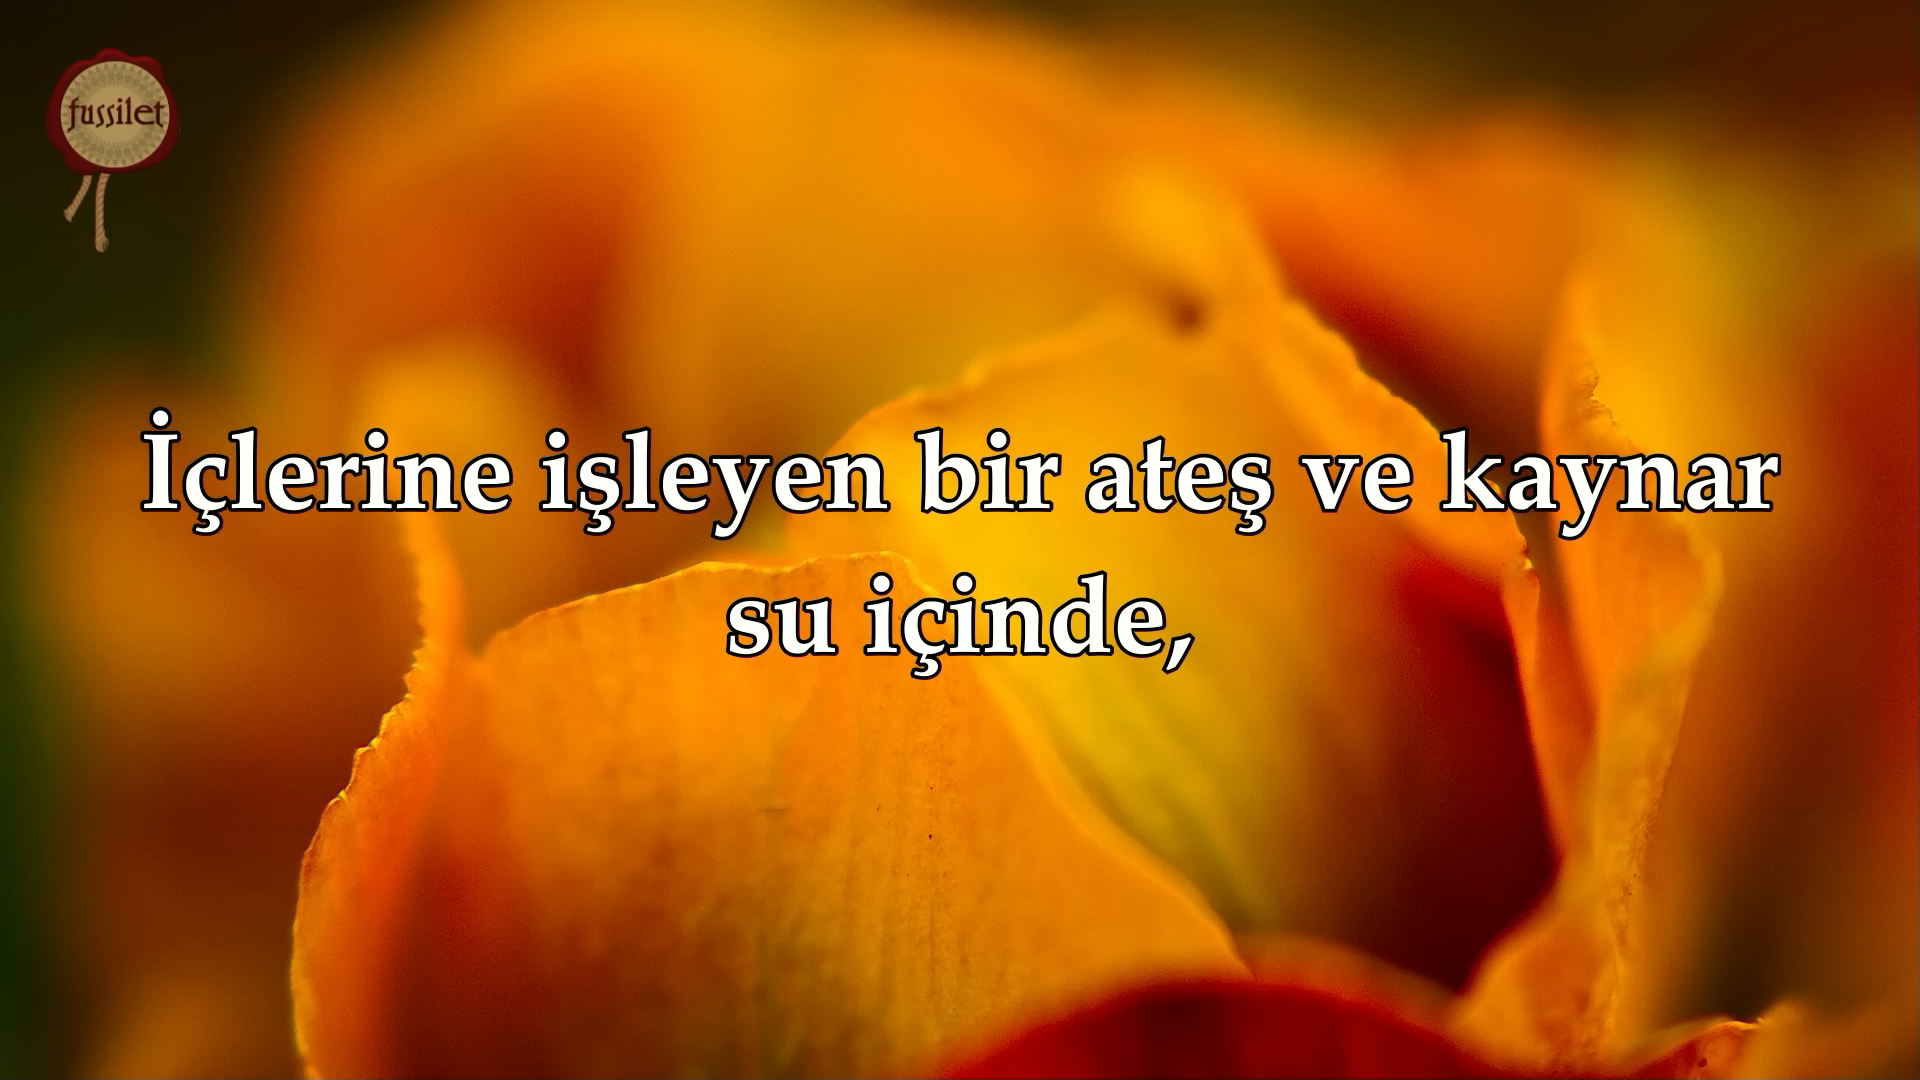 fussilet
İçlerine işleyen bir ateş ve kaynar
su içinde,